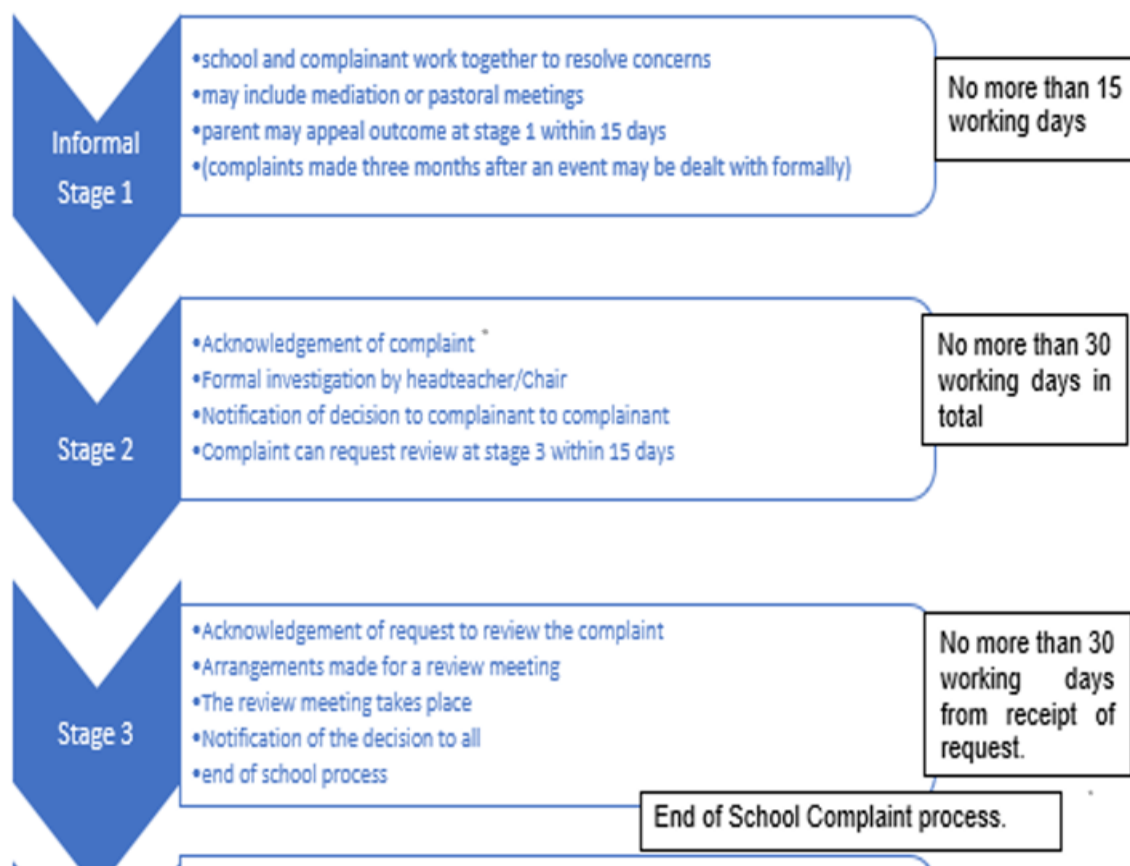 Informal
Stage 1
•school and complainant work together to resolve concerns
•may include mediation or pastoral meetings
•parent may appeal outcome at stage 1 within 15 days
•(complaints made three months after an event may be dealt with formally)
No more than 15
working days
Stage 2
•Acknowledgement of complaint
•Formal investigation by headteacher/Chair
•Notification of decision to complainant to complainant
•Complaint can request review at stage 3 within 15 days
No more than 30
working days in
total
Stage 3
•Acknowledgement of request to review the complaint
•Arrangements made for a review meeting
•The review meeting takes place
•Notification of the decision to all
•end of school process
No more than 30
working days
from receipt of
request.
End of School Complaint process.